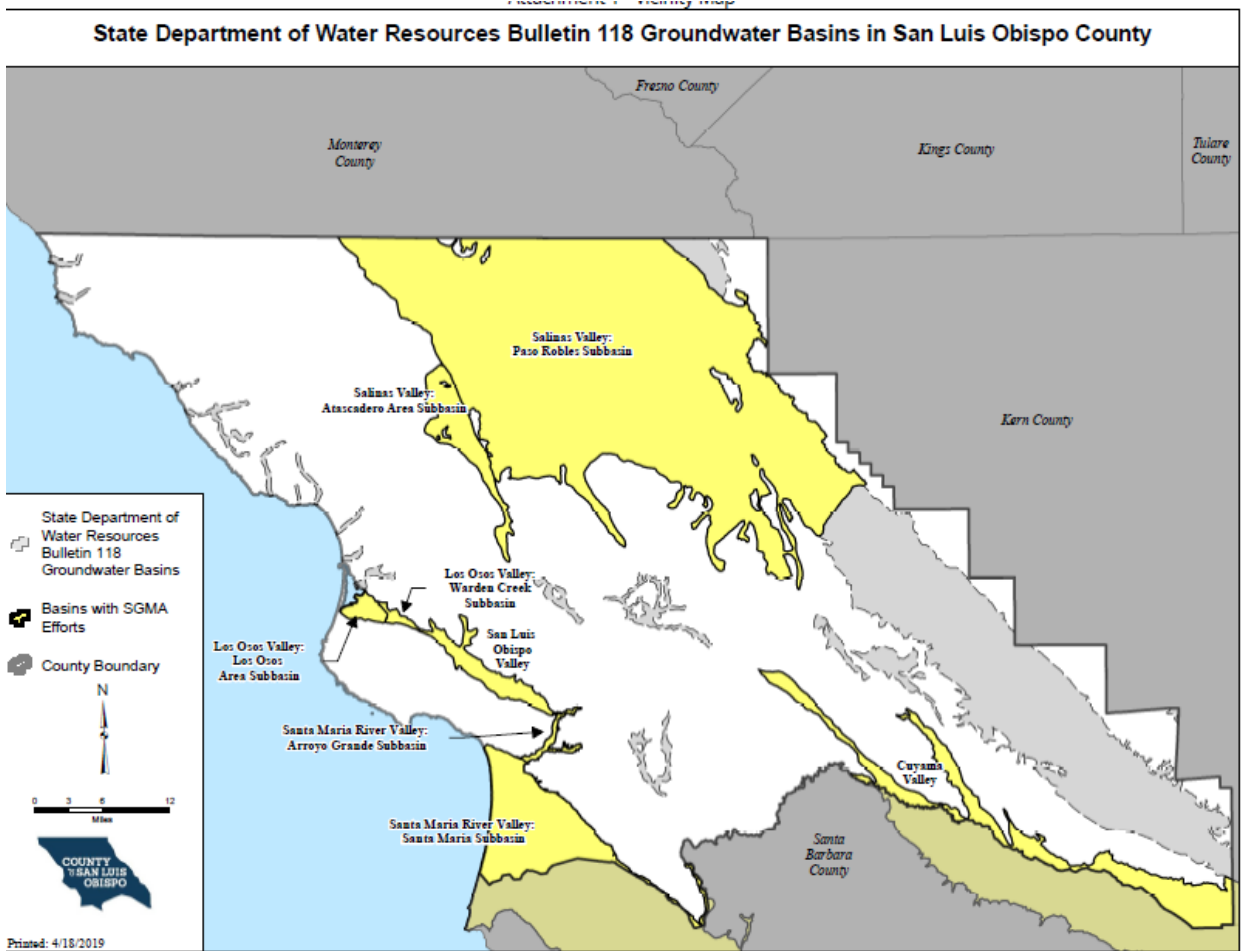 Attachment 1 - Vicinity Map
State Department of Water Resources Bulletin 118 Groundwater Basins in San Luis Obispo County
Fresno County
Monterey
County
Kings County
Tulare
County
Salinas Valley:
Paso Robles Subbasin
Salinas Valley:
Atascadero Area Subbasin
Kern County
State Department of
Water Resources
Bulletin 118
Groundwater Basins
Basins with SGMA
Efforts
County Boundary
N
Los Osos Valley:
Warden Creek
Subbasin
San Luis
Obispo
Valley
Los Osos Valley:
Los Osos
Area Subbasin
Santa Maria River Valley:
Arroyo Grande Subbasin
Cuyama
Valley
0 3 6 12
Miles
Santa Maria River Valley:
Santa Maria Subbasin
Santa
Barbara
County
COUNTY
OF SAN LUIS
OBISPO
Printed: 4/18/2019